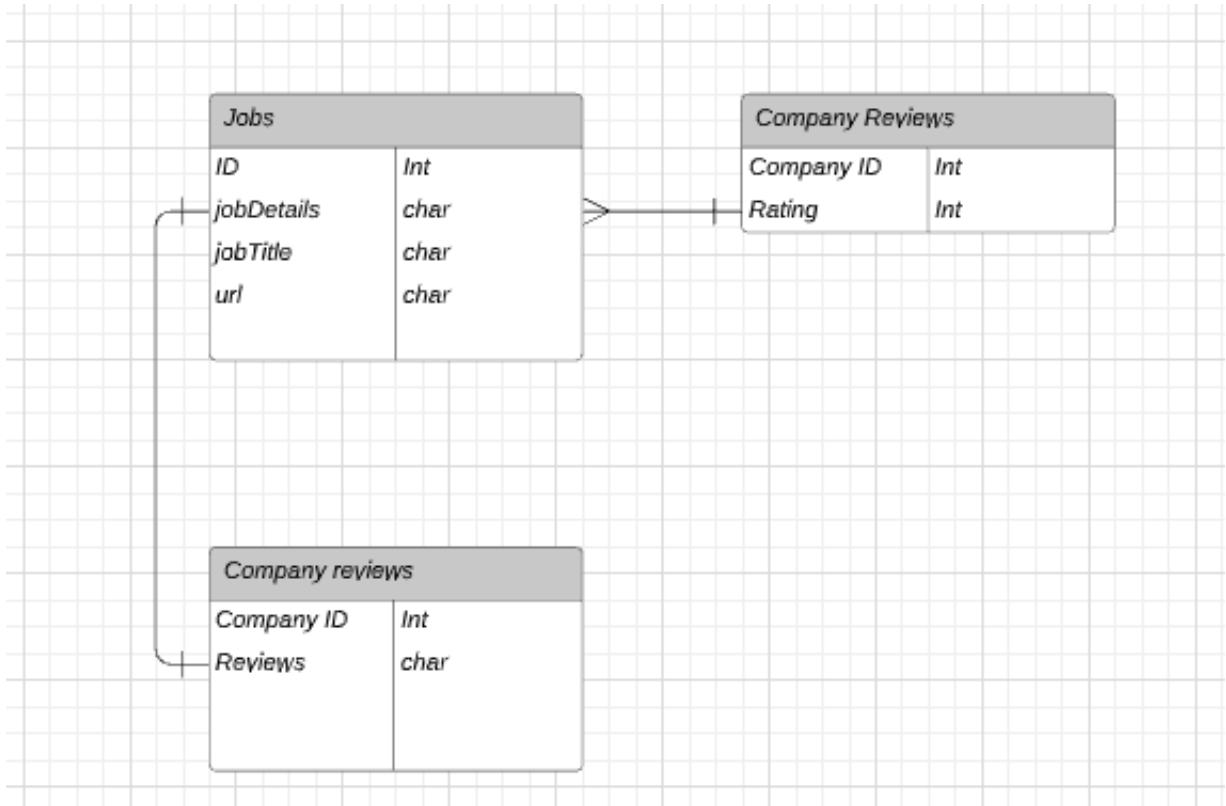 Jobs
ID Int
jobDetails char
jobTitle char
url char
Company Reviews
Company ID Int
Rating Int
Company reviews
Company ID Int
Reviews char